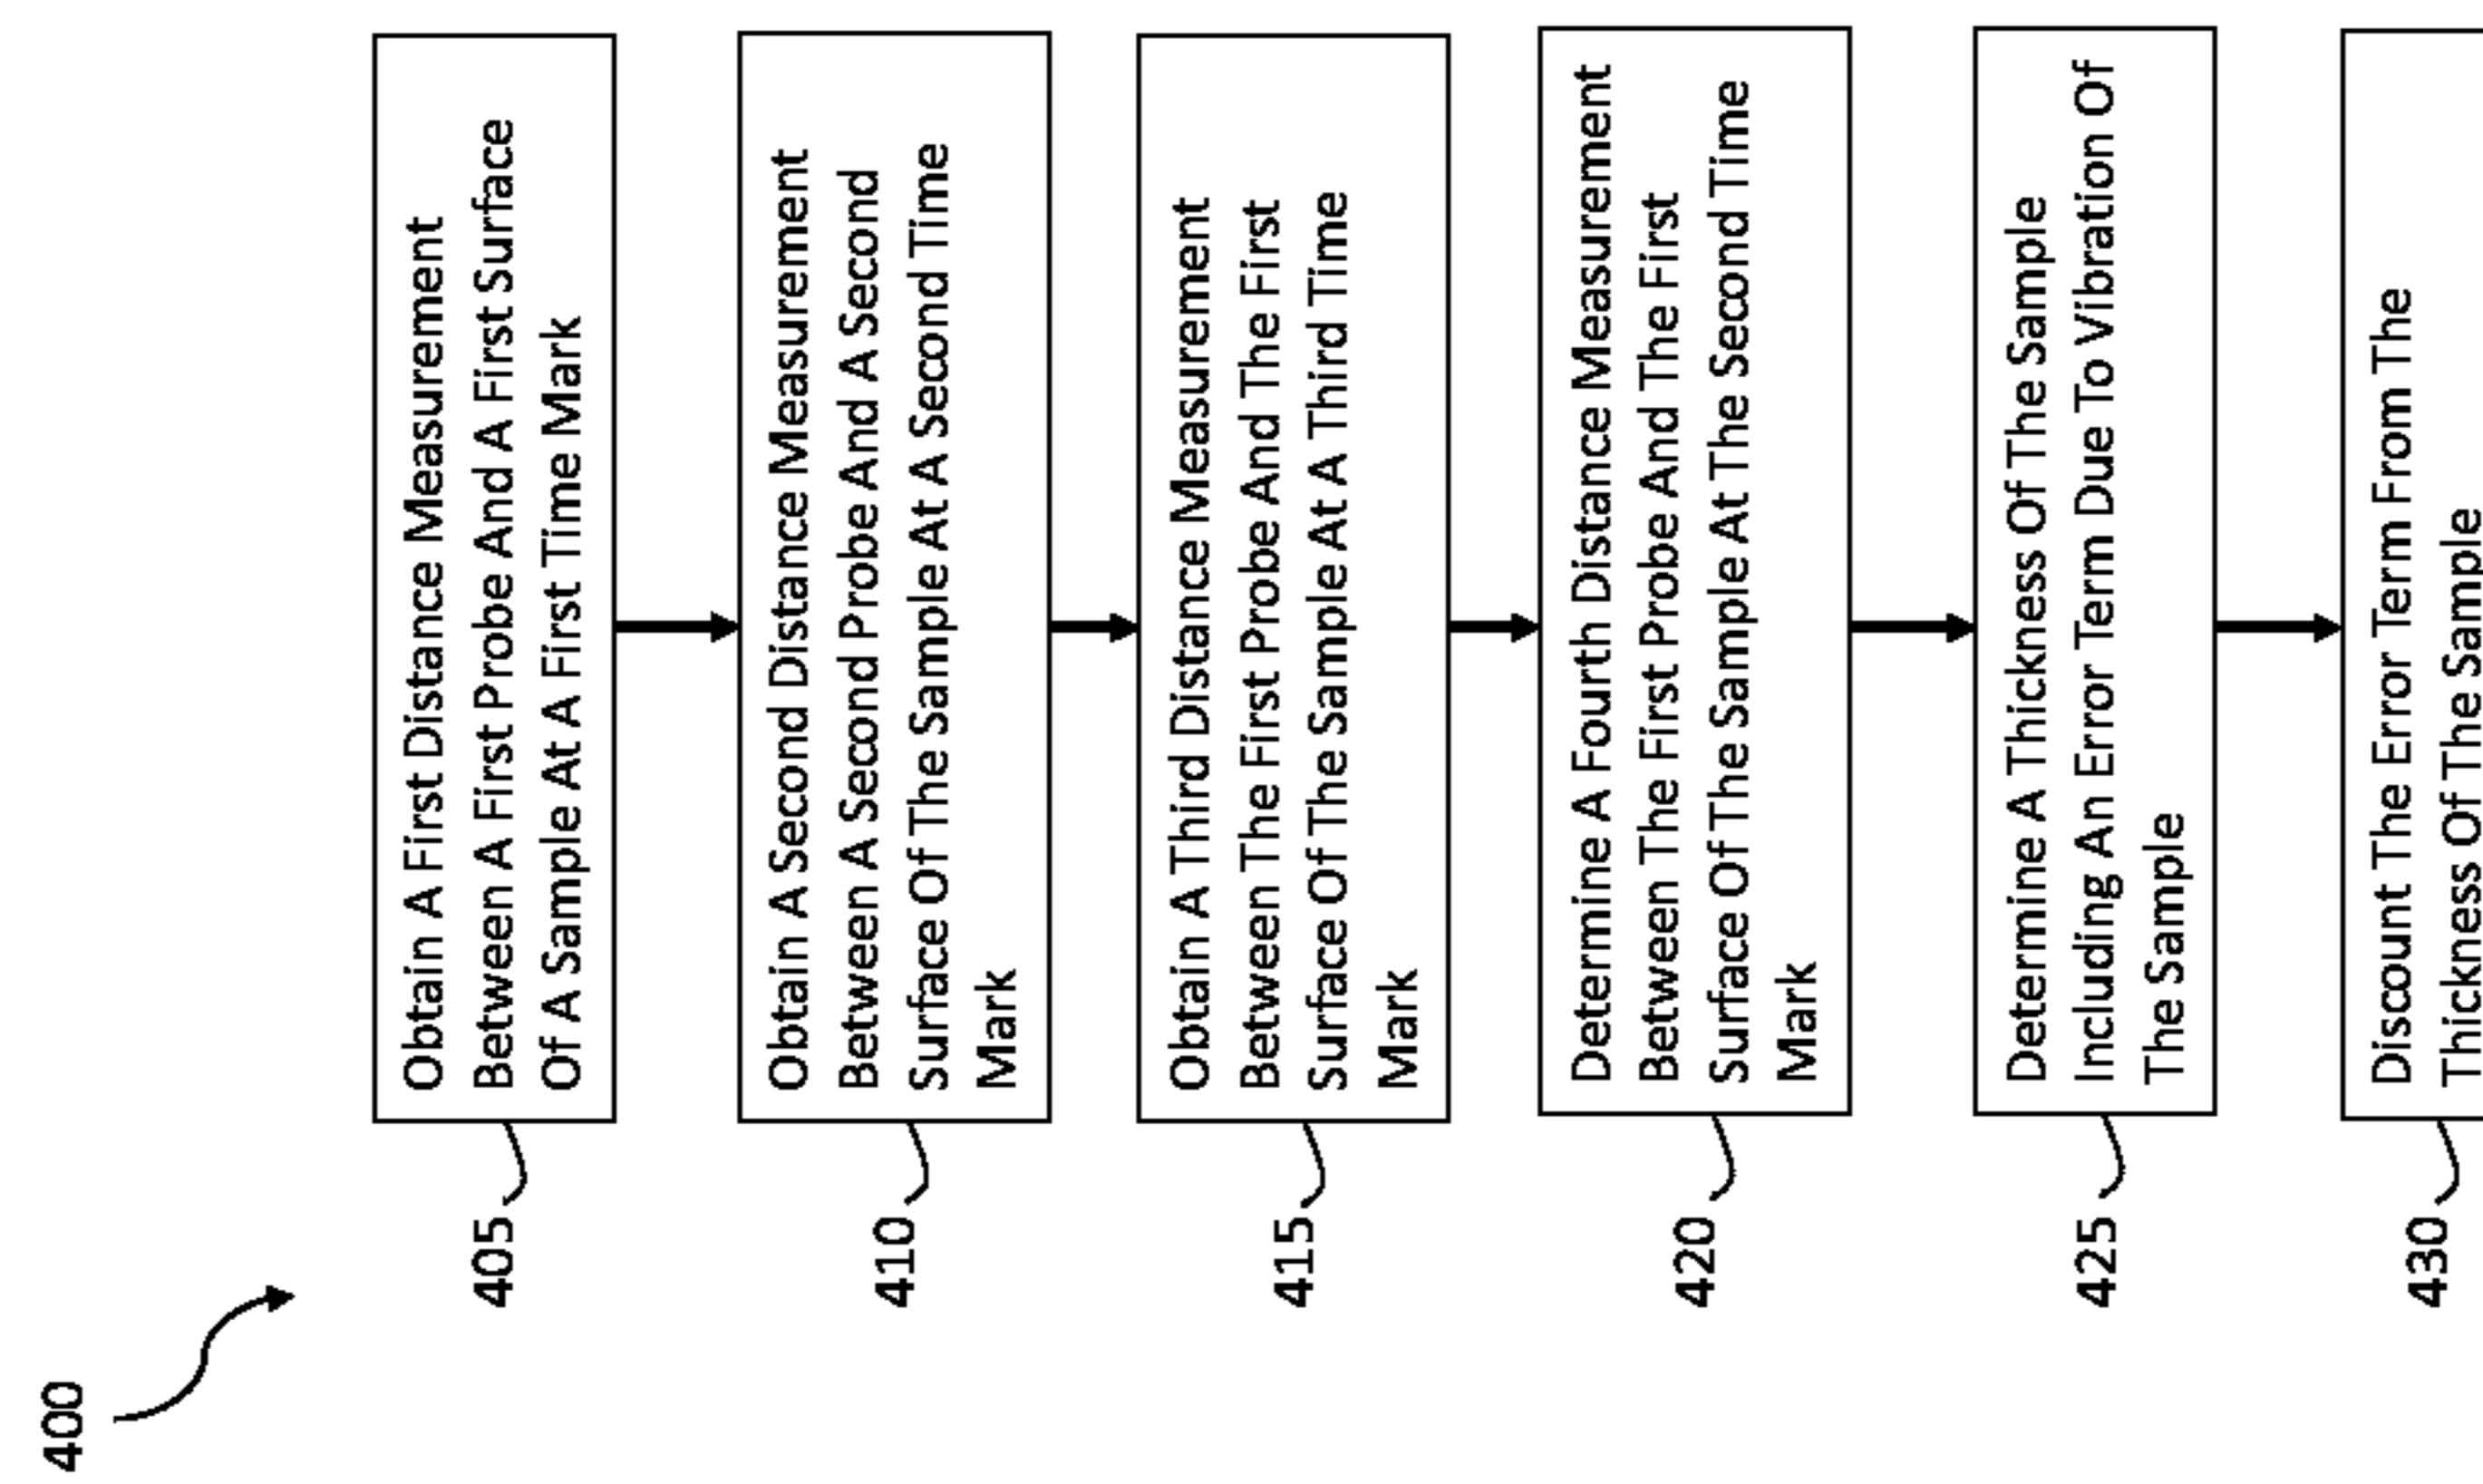 400
405
Obtain A First Distance Measurement
Between A First Probe And A First Surface
Of A Sample At A First Time Mark
410
Obtain A Second Distance Measurement
Between A Second Probe And A Second
Surface Of The Sample At A Second Time
Mark
415
Obtain A Third Distance Measurement
Between The First Probe And The First
Surface Of The Sample At A Third Time
Mark
420
Determine A Fourth Distance Measurement
Between The First Probe And The First
Surface Of The Sample At The Second Time
Mark
425
Determine A Thickness Of The Sample
Including An Error Term Due To Vibration Of
The Sample
430
Discount The Error Term From The
Thickness Of The Sample